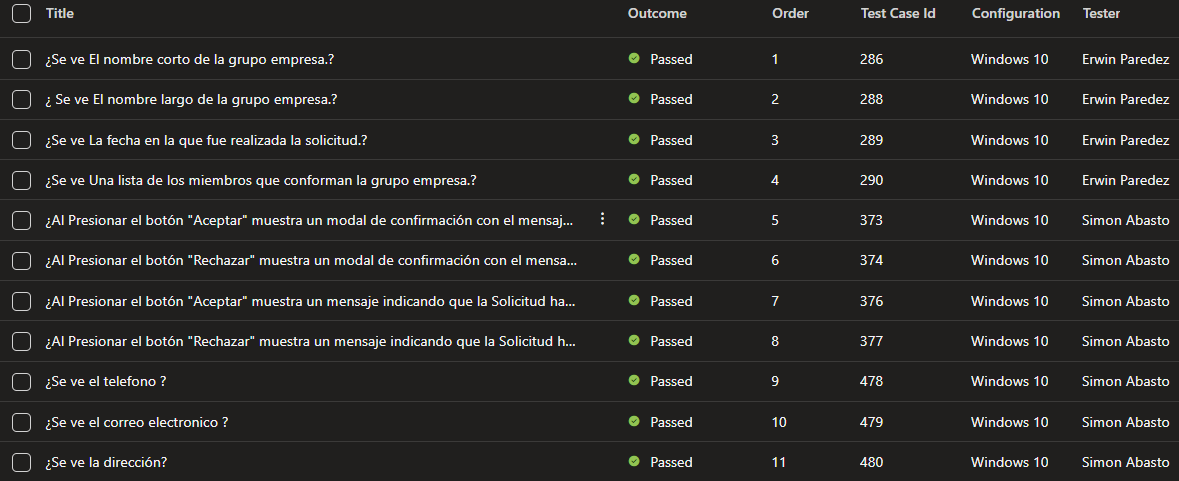 Title Outcome Order Test Case Id Configuration Tester
¿Se ve El nombre corto de la grupo empresa.? Passed 1 286 Windows 10 Erwin Paredez
¿ Se ve El nombre largo de la grupo empresa.? Passed 2 288 Windows 10 Erwin Paredez
¿Se ve La fecha en la que fue realizada la solicitud.? Passed 3 289 Windows 10 Erwin Paredez
¿Se ve Una lista de los miembros que conforman la grupo empresa.? Passed 4 290 Windows 10 Erwin Paredez
¿Al Presionar el botón "Aceptar" muestra un modal de confirmación con el mensaj... Passed 5 373 Windows 10 Simon Abasto
¿Al Presionar el botón "Rechazar" muestra un modal de confirmación con el mensa... Passed 6 374 Windows 10 Simon Abasto
¿Al Presionar el botón "Aceptar" muestra un mensaje indicando que la Solicitud ha... Passed 7 376 Windows 10 Simon Abasto
¿Al Presionar el botón "Rechazar" muestra un mensaje indicando que la Solicitud h... Passed 8 377 Windows 10 Simon Abasto
¿Se ve el telefono ? Passed 9 478 Windows 10 Simon Abasto
¿Se ve el correo electronico ? Passed 10 479 Windows 10 Simon Abasto
¿Se ve la dirección? Passed 11 480 Windows 10 Simon Abasto